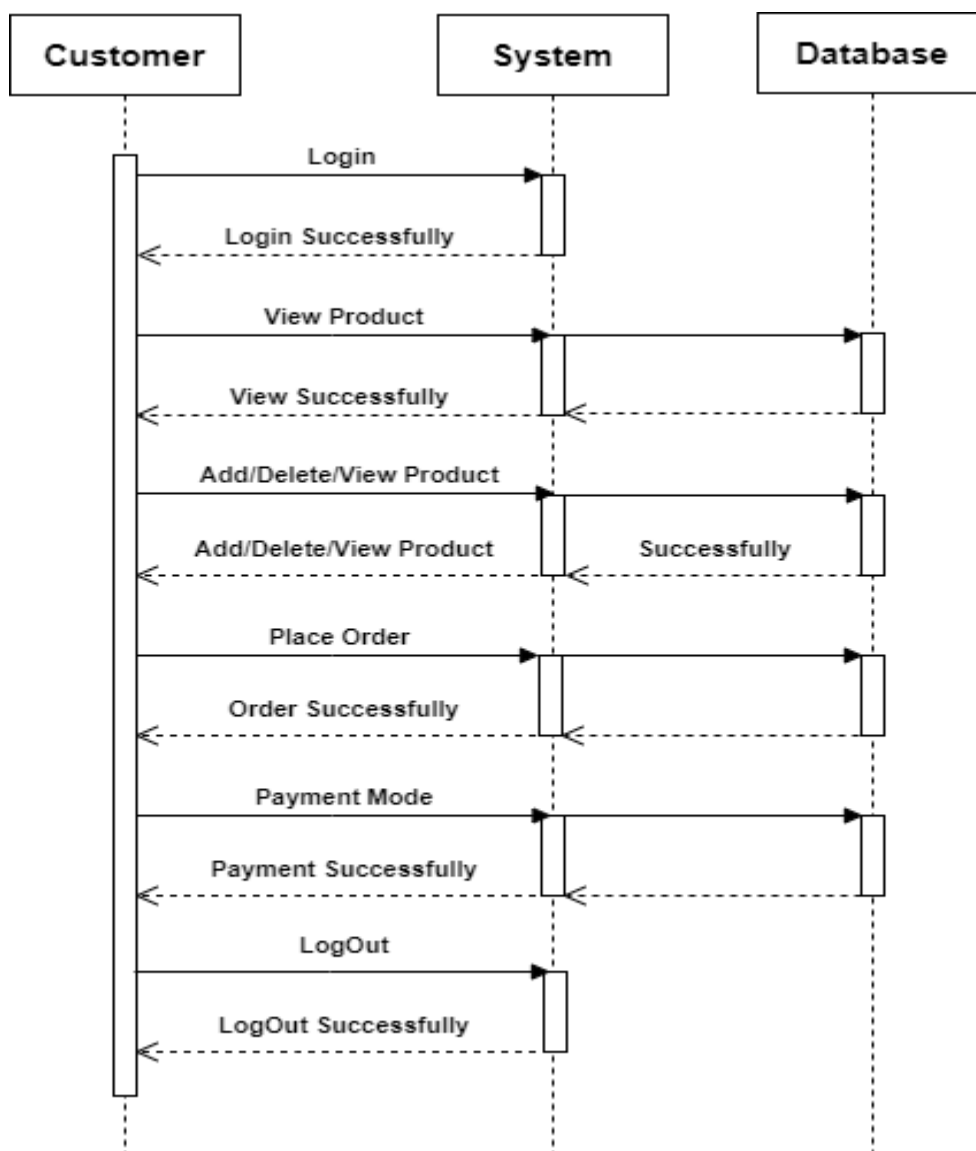 Customer
System
Database
Login
Login Successfully
View Product
View Successfully
Add/Delete/View Product
Add/Delete/View Product
Successfully
Place Order
Order Successfully
Payment Mode
Payment Successfully
LogOut
LogOut Successfully